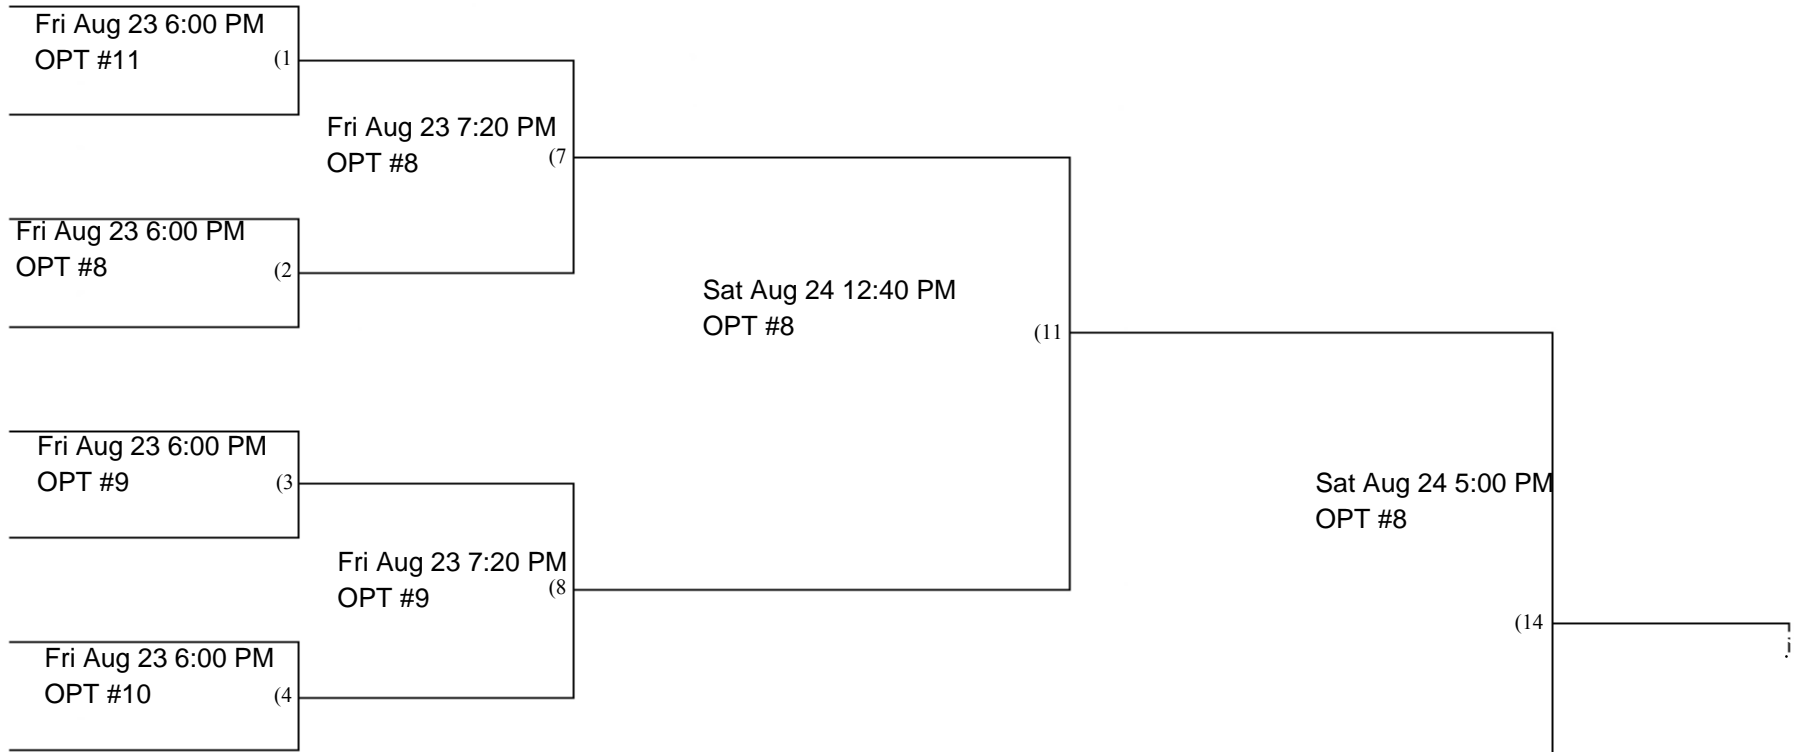 Fri Aug 23 6:00 PM
OPT #11
(1
Fri Aug 23 7:20 PM
OPT #8
(7
Fri Aug 23 6:00 PM
OPT #8
(2
Sat Aug 24 12:40 PM
OPT #8
(11
Fri Aug 23 6:00 PM
OPT #9
(3
Sat Aug 24 5:00 PM
OPT #8
Fri Aug 23 7:20 PM
OPT #9
(8
(14
Fri Aug 23 6:00 PM
OPT #10
(4